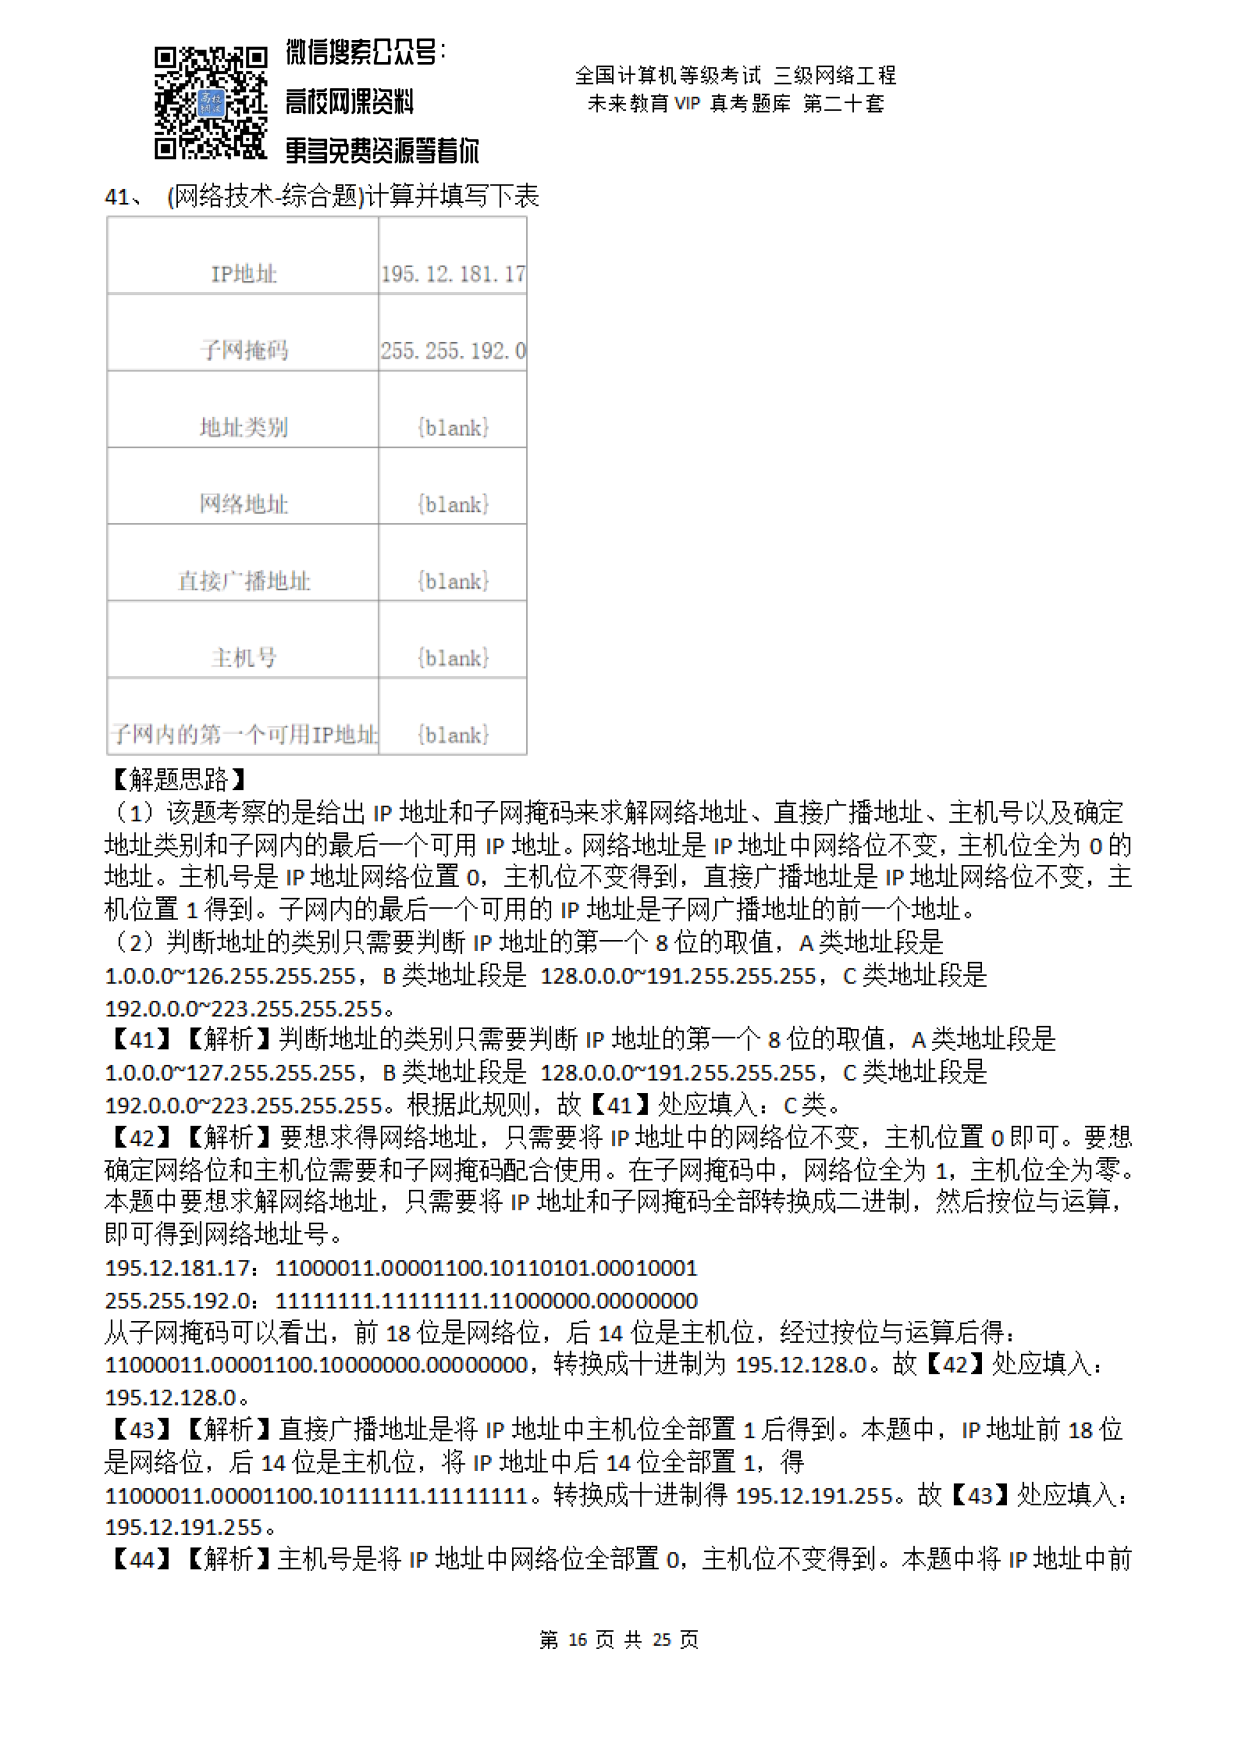 微信搜索公众号：
高校网课资料
更多免费资源等着你
全国计算机等级考试 三级网络工程
未来教育 VIP 真考题库 第二十套
41、 (网络技术-综合题)计算并填写下表
IP地址 195.12.181.17
子网掩码 255.255.192.0
地址类别 {blank}
网络地址 {blank}
直接广播地址 {blank}
主机号 {blank}
子网内的第一个可用IP地址 {blank}
【解题思路】
（1）该题考察的是给出 IP 地址和子网掩码来求解网络地址、直接广播地址、主机号以及确定
地址类别和子网内的最后一个可用 IP 地址。网络地址是 IP 地址中网络位不变，主机位全为 0 的
地址。主机号是 IP 地址网络位置 0，主机位不变得到，直接广播地址是 IP 地址网络位不变，主
机位置 1 得到。子网内的最后一个可用的 IP 地址是子网广播地址的前一个地址。
（2）判断地址的类别只需要判断 IP 地址的第一个 8 位的取值，A 类地址段是
1.0.0.0~126.255.255.255，B 类地址段是 128.0.0.0~191.255.255.255，C 类地址段是
192.0.0.0~223.255.255.255。
【41】【解析】判断地址的类别只需要判断 IP 地址的第一个 8 位的取值，A 类地址段是
1.0.0.0~127.255.255.255，B 类地址段是 128.0.0.0~191.255.255.255，C 类地址段是
192.0.0.0~223.255.255.255。根据此规则，故【41】处应填入：C 类。
【42】【解析】要想求得网络地址，只需要将 IP 地址中的网络位不变，主机位置 0 即可。要想
确定网络位和主机位需要和子网掩码配合使用。在子网掩码中，网络位全为 1，主机位全为零。
本题中要想求解网络地址，只需要将 IP 地址和子网掩码全部转换成二进制，然后按位与运算，
即可得到网络地址号。
195.12.181.17：11000011.00001100.10110101.00010001
255.255.192.0：11111111.11111111.11000000.00000000
从子网掩码可以看出，前 18 位是网络位，后 14 位是主机位，经过按位与运算后得：
11000011.00001100.10000000.00000000，转换成十进制为 195.12.128.0。故【42】处应填入：
195.12.128.0。
【43】【解析】直接广播地址是将 IP 地址中主机位全部置 1 后得到。本题中，IP 地址前 18 位
是网络位，后 14 位是主机位，将 IP 地址中后 14 位全部置 1，得
11000011.00001100.10111111.11111111。转换成十进制得 195.12.191.255。故【43】处应填入：
195.12.191.255。
【44】【解析】主机号是将 IP 地址中网络位全部置 0，主机位不变得到。本题中将 IP 地址中前
第 16 页 共 25 页